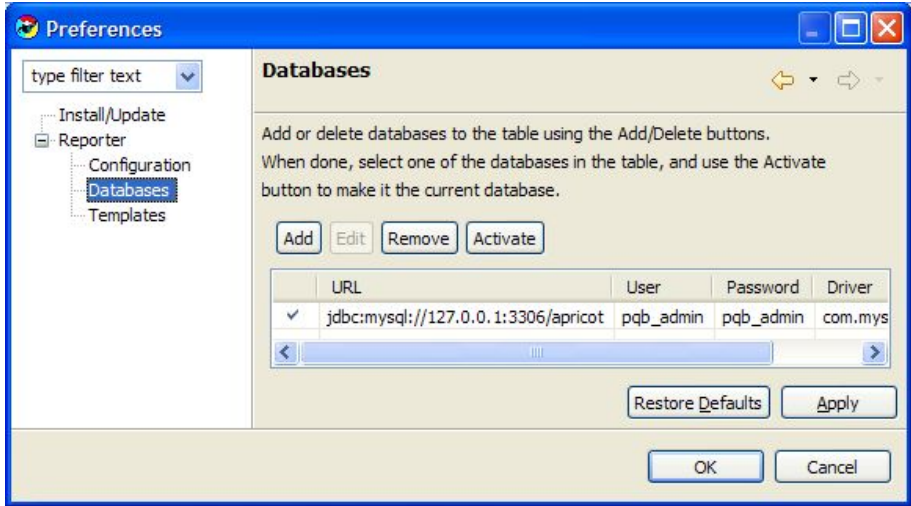 Preferences
type filter text
Install/Update
Reporter
Configuration
Databases
Templates
Databases
Add or delete databases to the table using the Add/Delete buttons.
When done, select one of the databases in the table, and use the Activate
button to make it the current database.
Add Edit Remove Activate
URL User Password Driver
jdbc:mysql://127.0.0.1:3306/apricot pqb_admin pqb_admin com.mys
Restore Defaults Apply
OK Cancel